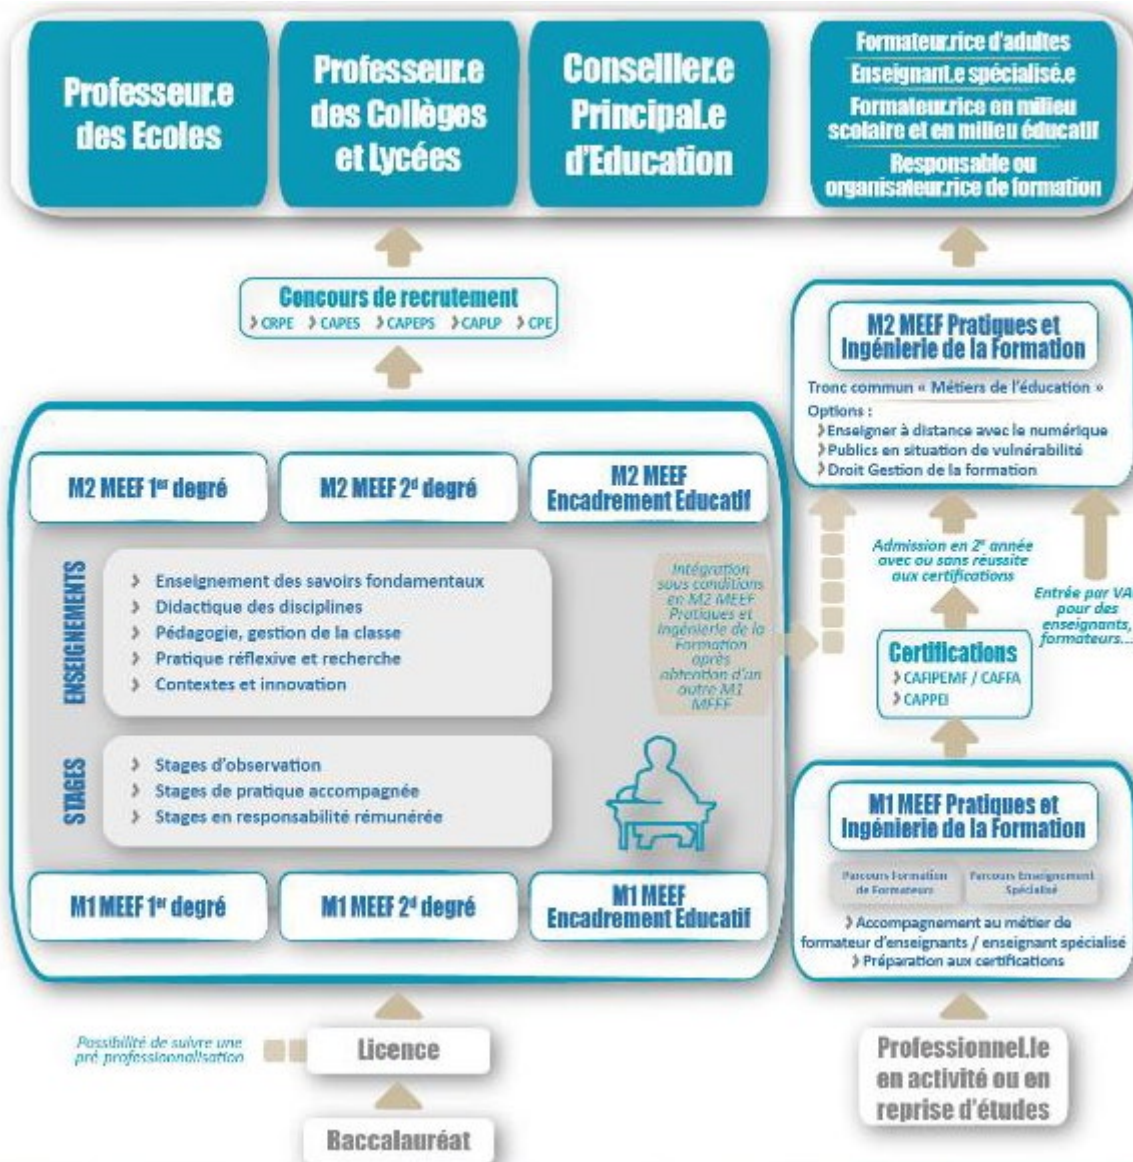 Professeur.e
des Ecoles
Professeur.e
des Collèges
et Lycées
Conseiller.e
Principal.e
d'Education
Formateur.rice d'adultes
Enseignant.e spécialisé.e
Formateur.rice en milieu
scolaire et en milieu éducatif
Responsable ou
organisateur.rice de formation
Concours de recrutement
CRPE CAPES CAPEPS CAPLP CPE
M2 MEEF 1er degré
M2 MEEF 2d degré
M2 MEEF
Encadrement Educatif
ENSEIGNEMENTS
Enseignement des savoirs fondamentaux
Didactique des disciplines
Pédagogie, gestion de la classe
Pratique réflexive et recherche
Contextes et innovation
Intégration
sous conditions
en M2 MEEF
Pratiques et
Ingénierie de la
Formation
après
obtention d'un
autre M1
MEEF
STAGES
Stages d'observation
Stages de pratique accompagnée
Stages en responsabilité rémunérée
M1 MEEF 1er degré
M1 MEEF 2d degré
M1 MEEF
Encadrement Educatif
Possibilité de suivre une
pré professionnalisation
Licence
Baccalauréat
M2 MEEF Pratiques et
Ingénierie de la Formation
Tronc commun « Métiers de l'éducation »
Options :
Enseigner à distance avec le numérique
Publics en situation de vulnérabilité
Droit Gestion de la formation
Admission en 2e année
avec ou sans réussite
aux certifications
Entrée par VA
pour des
enseignants,
formateurs...
Certifications
CAFIPEMF / CAFFA
CAPPEI
M1 MEEF Pratiques et
Ingénierie de la Formation
Parcours Formation
de Formateurs
Parcours Enseignement
Spécialisé
Accompagnement au métier de
formateur d'enseignants / enseignant spécialisé
Préparation aux certifications
Professionnel.le
en activité ou en
reprise d'études